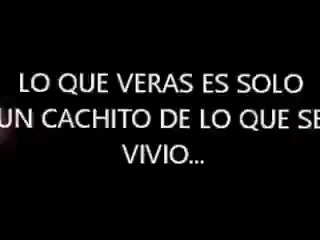 LO QUE VERAS ES SOLO
UN CACHITO DE LO QUE SE
VIVIO...